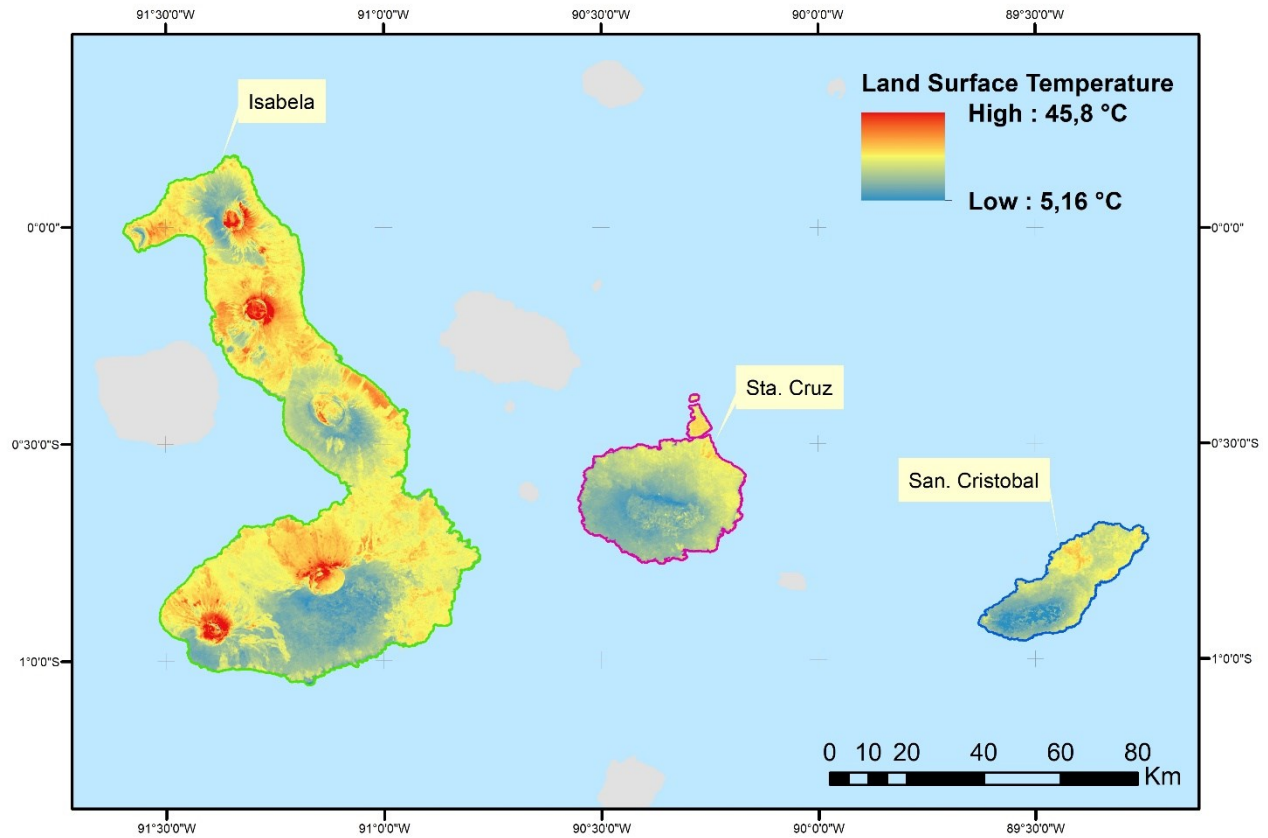 91°30'0"W 91°0'0"W 90°30'0"W 90°0'0"W 89°30'0"W
Isabela
Land Surface Temperature
High : 45,8 °C
Low : 5,16 °C
0°0'0" 0°0'0"
Sta. Cruz
0°30'0"S 0°30'0"S
San. Cristobal
1°0'0"S 1°0'0"S
0 10 20 40 60 80
Km
91°30'0"W 91°0'0"W 90°30'0"W 90°0'0"W 89°30'0"W